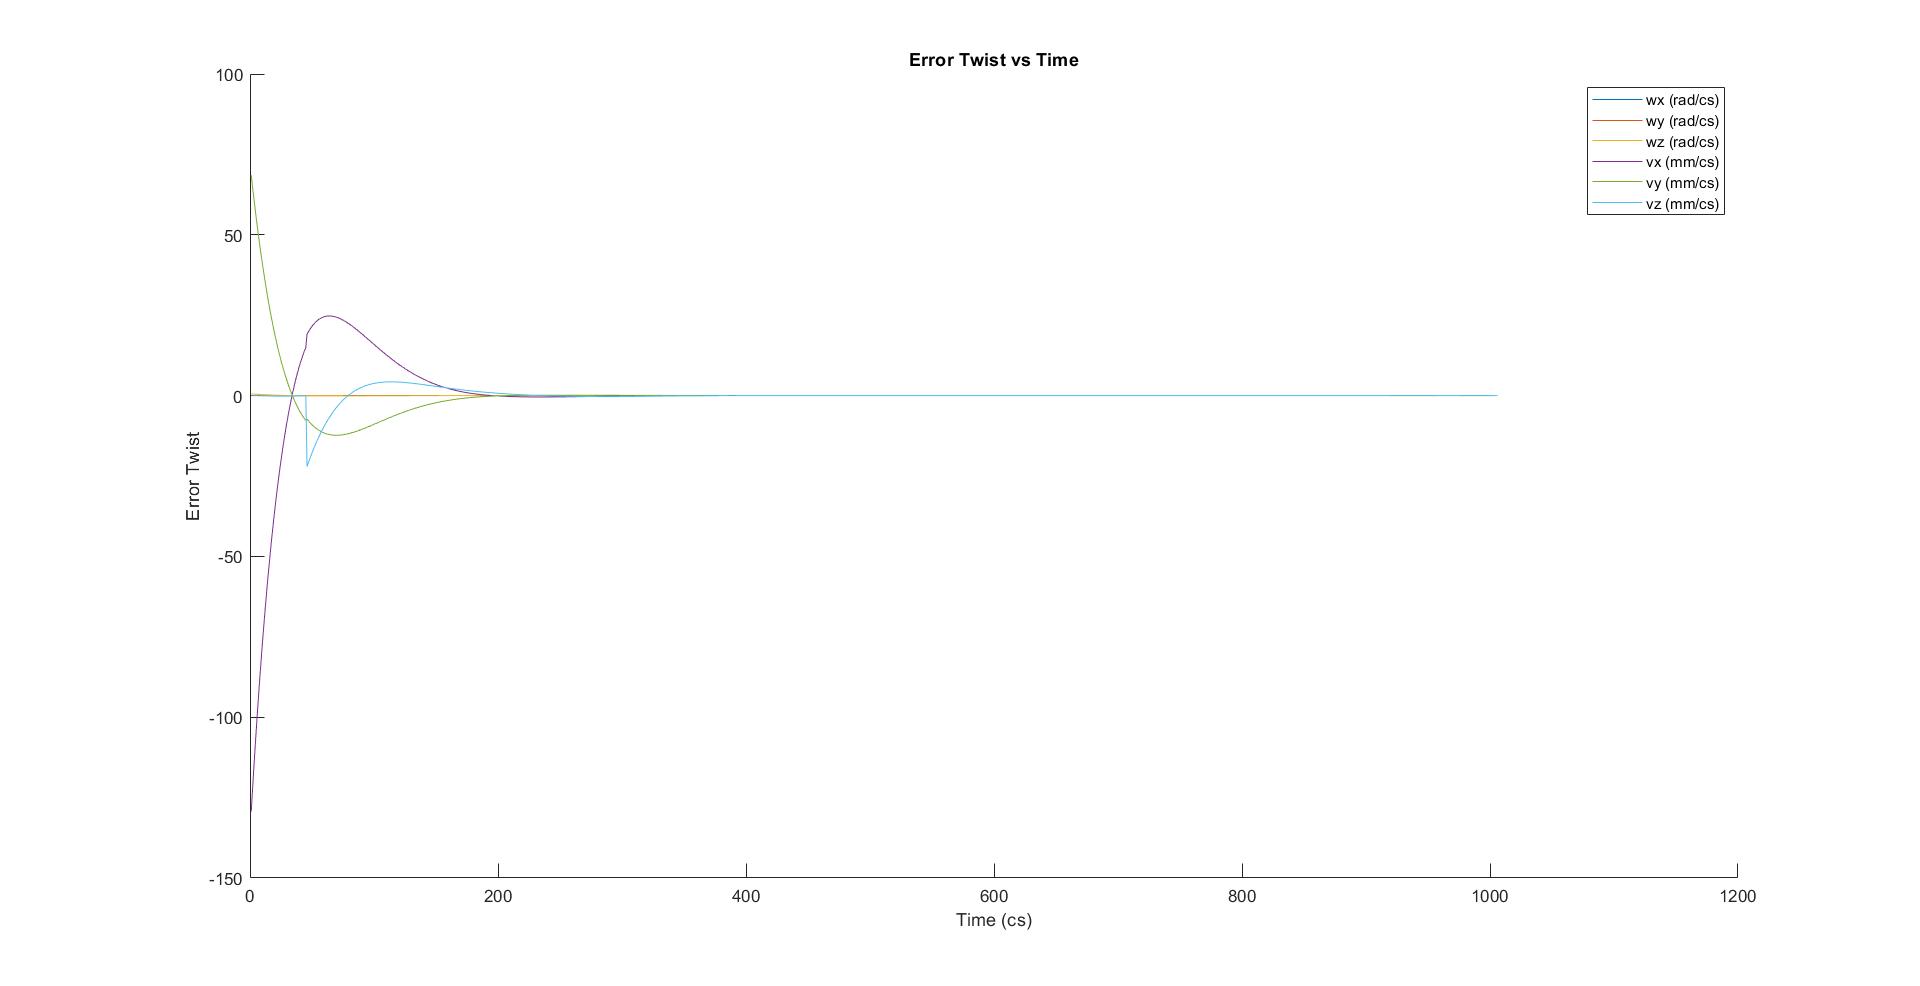 Error Twist vs Time
100
50
0
-50
-100
-150
Error Twist
0
200
400
600
800
1000
1200
Time (cs)
wx (rad/cs)
wy (rad/cs)
wz (rad/cs)
vx (mm/cs)
vy (mm/cs)
vz (mm/cs)